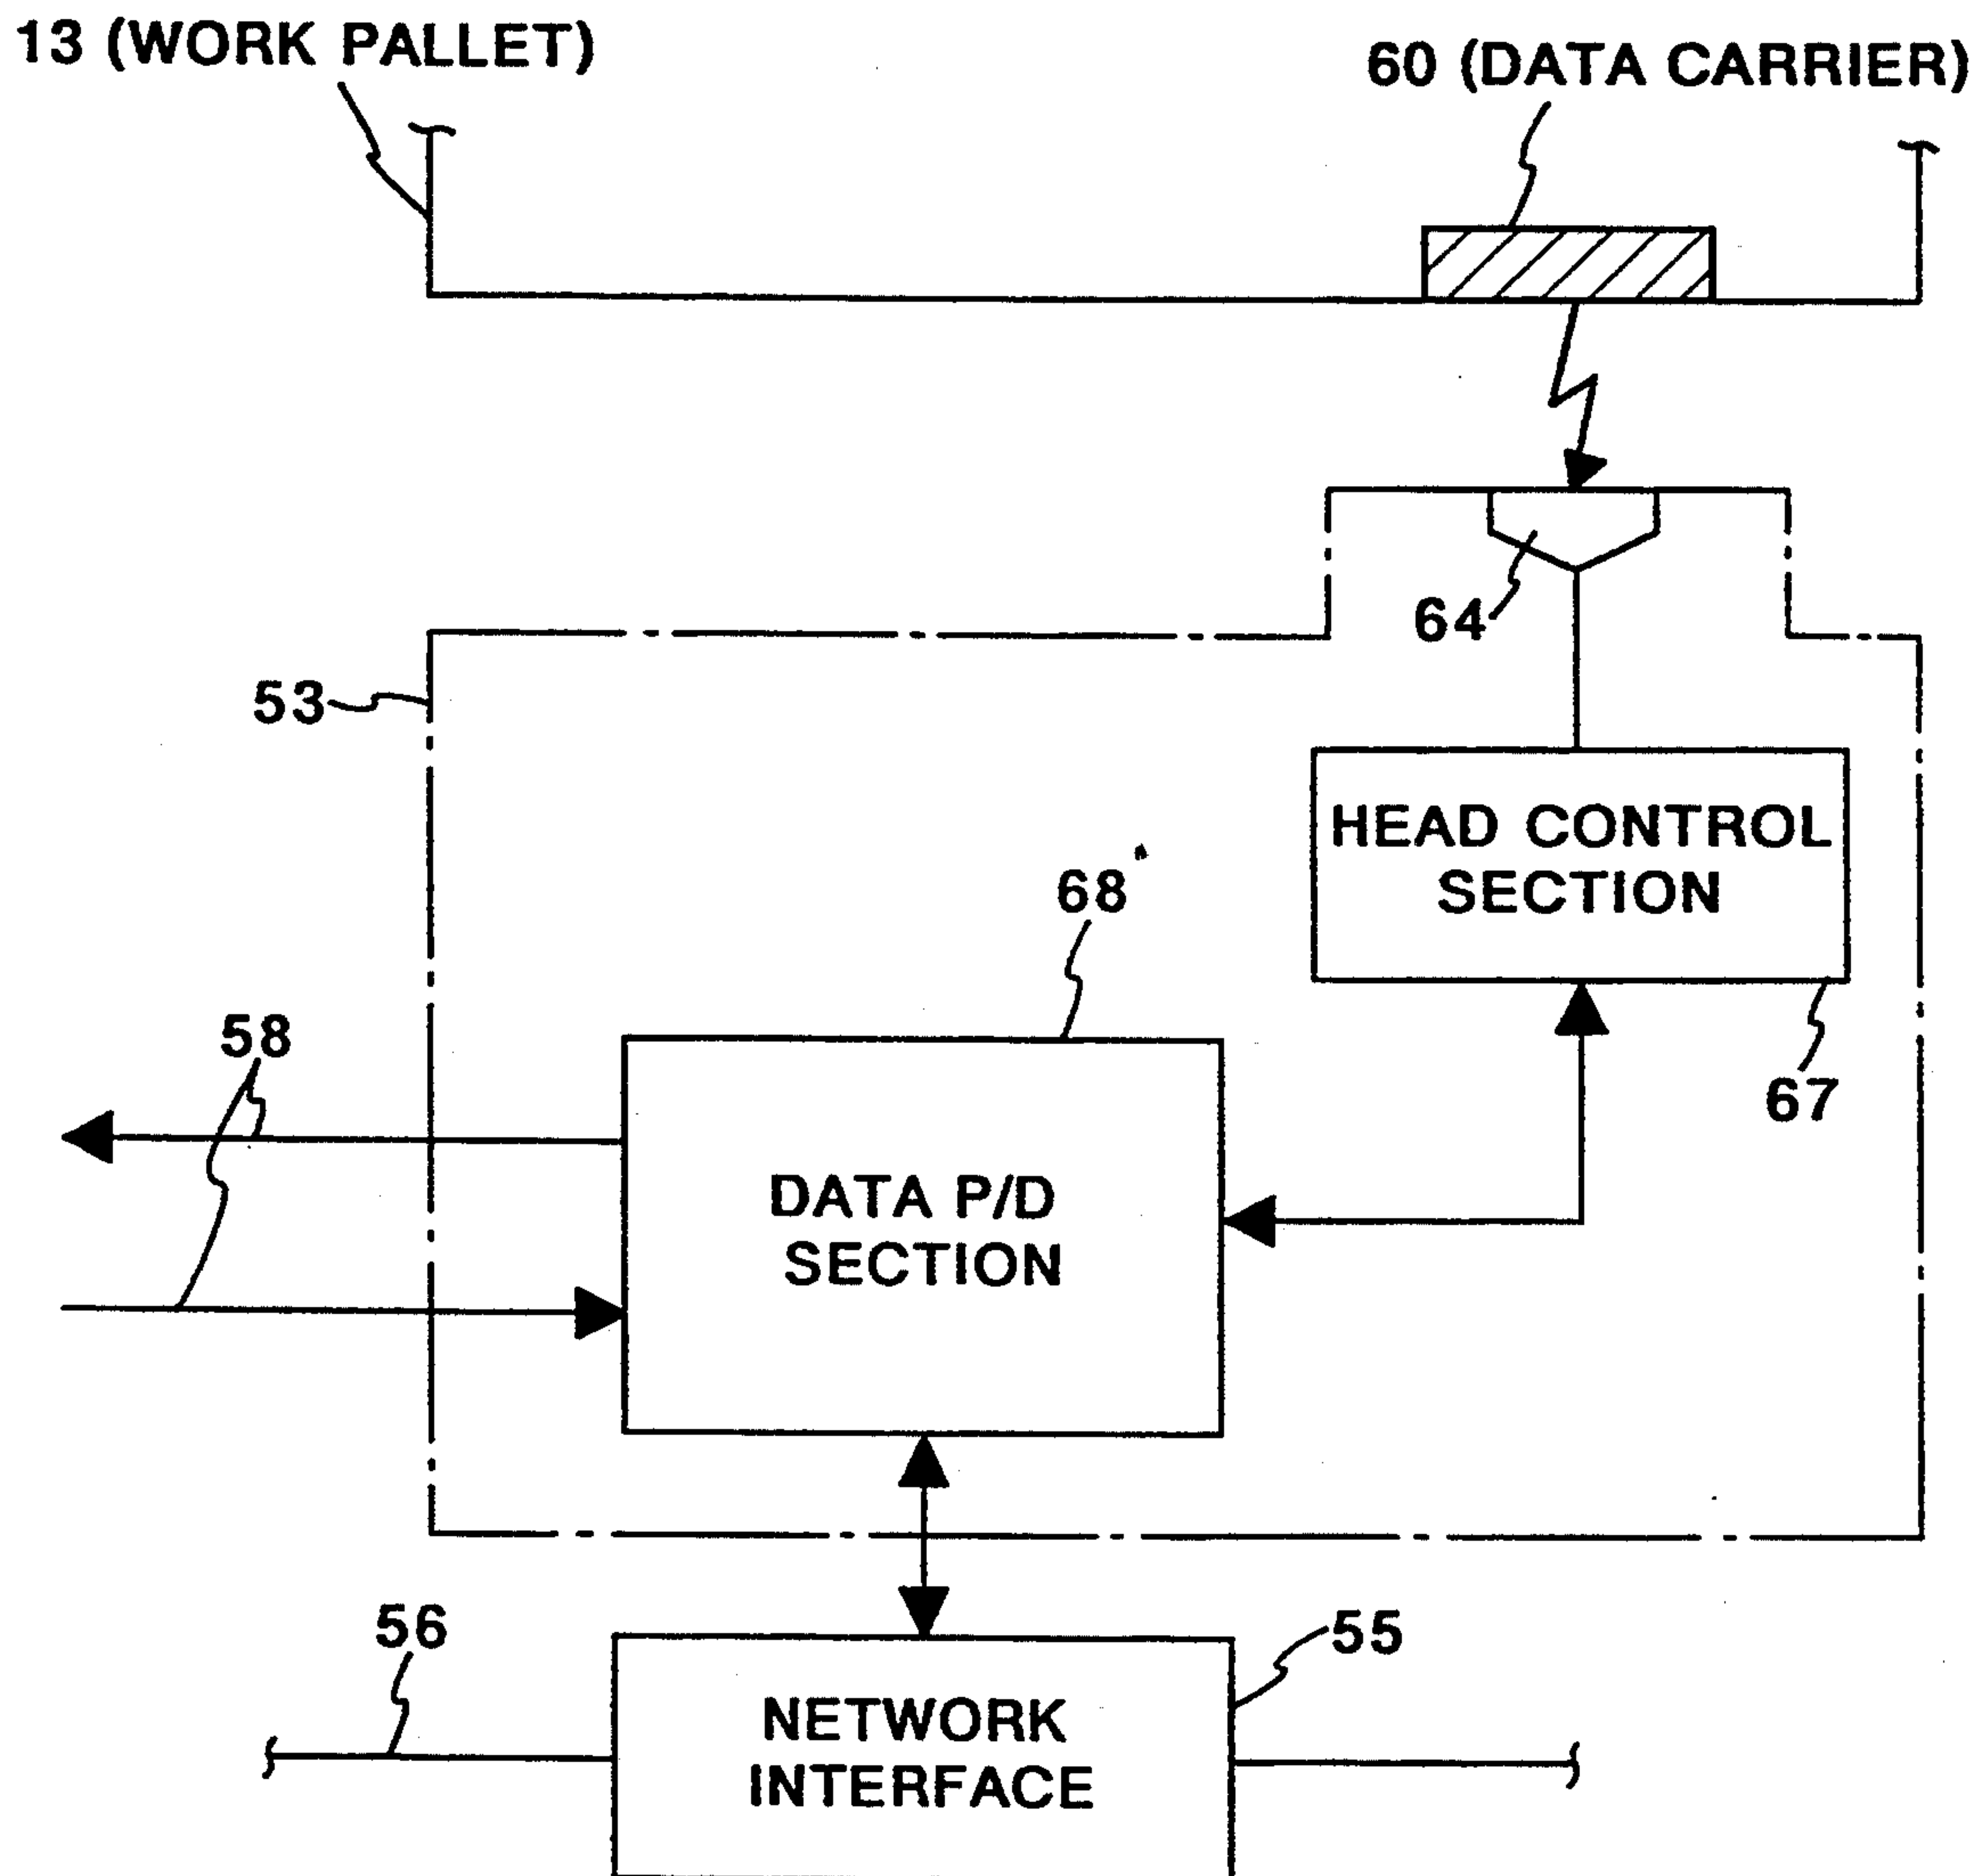 13 (WORK PALLET)
60 (DATA CARRIER)
64
53
HEAD CONTROL
SECTION
68
58
67
DATA P/D
SECTION
56
55
NETWORK
INTERFACE